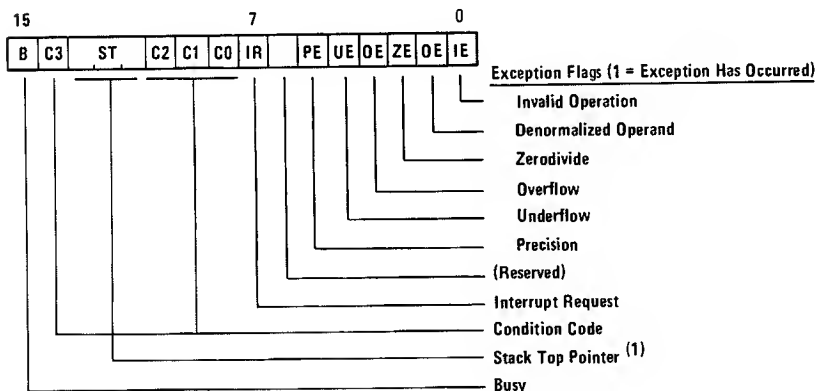 15 7 0
B C3 ST C2 C1 C0 IR PE UE OE ZE OE IE
Exception Flags (1 = Exception Has Occurred)
Invalid Operation
Denormalized Operand
Zerodivide
Overflow
Underflow
Precision
(Reserved)
Interrupt Request
Condition Code
Stack Top Pointer (1)
Busy